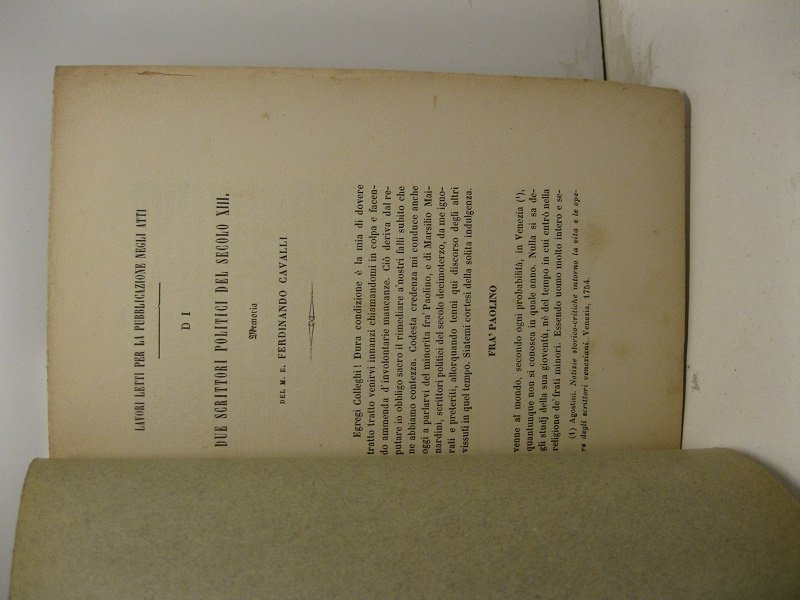 LAVORI LETTI PER LA PUBBLICAZIONE NEGLI ATTI
DI
DUE SCRITTORI POLITICI DEL SECOLO XIII,
Memoria
DEL M. E. FERDINANDO CAVALLI
Egregi Colleghi! Dura condizione è la mia di dovere
tratto tratto venirvi innanzi chiamandomi in colpa e facen-
do ammenda d'involontarie mancanze. Ciò deriva dal re-
putare io obbligo sacro il rimediare a nostri falli subito che
ne abbiamo contezza. Codesta credenza mi conduce anche
oggi a parlarvi del minorita fra' Paolino, e di Marsilio Mai-
nardini, scrittori politici del secolo decimoterzo, da me igno-
rati e preteriti, allorquando tenni qui discorso degli altri
vissuti in quel tempo. Siatemi cortesi della solita indulgenza.
FRA' PAOLINO
venne al mondo, secondo ogni probabilità, in Venezia (1),
quantunque non si conosca in quale anno. Nulla si sa de-
gli studj della sua gioventù, nè del tempo in cui entrò nella
religione de' frati minori. Essendo uomo molto intero e se-
(1) Agostini. Notizie storico-critiche intorno la vita e le ope-
re degli scrittori veneziani. Venezia, 1754.